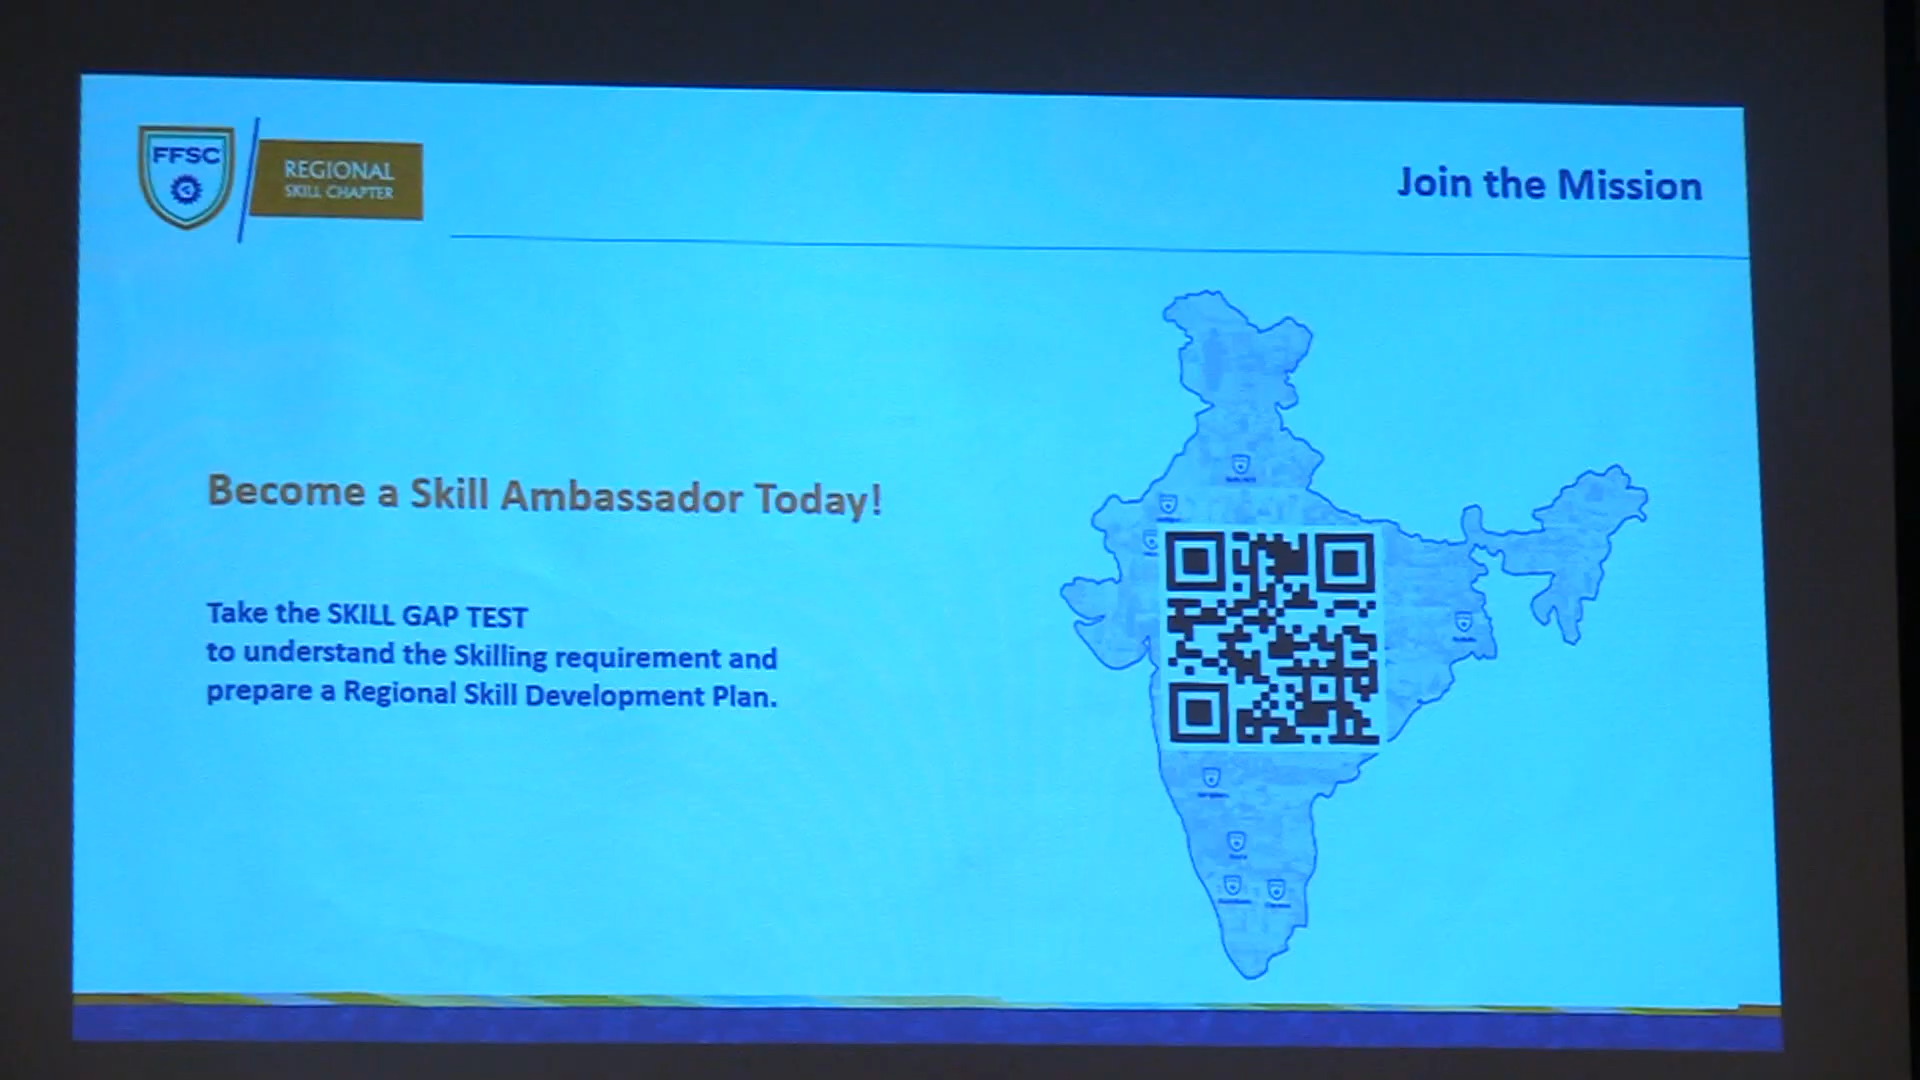 FFSC
REGIONAL
SKILL CHAPTER
Join the Mission
Become a Skill Ambassador Today!
Take the SKILL GAP TEST
to understand the Skilling requirement and
prepare a Regional Skill Development Plan.